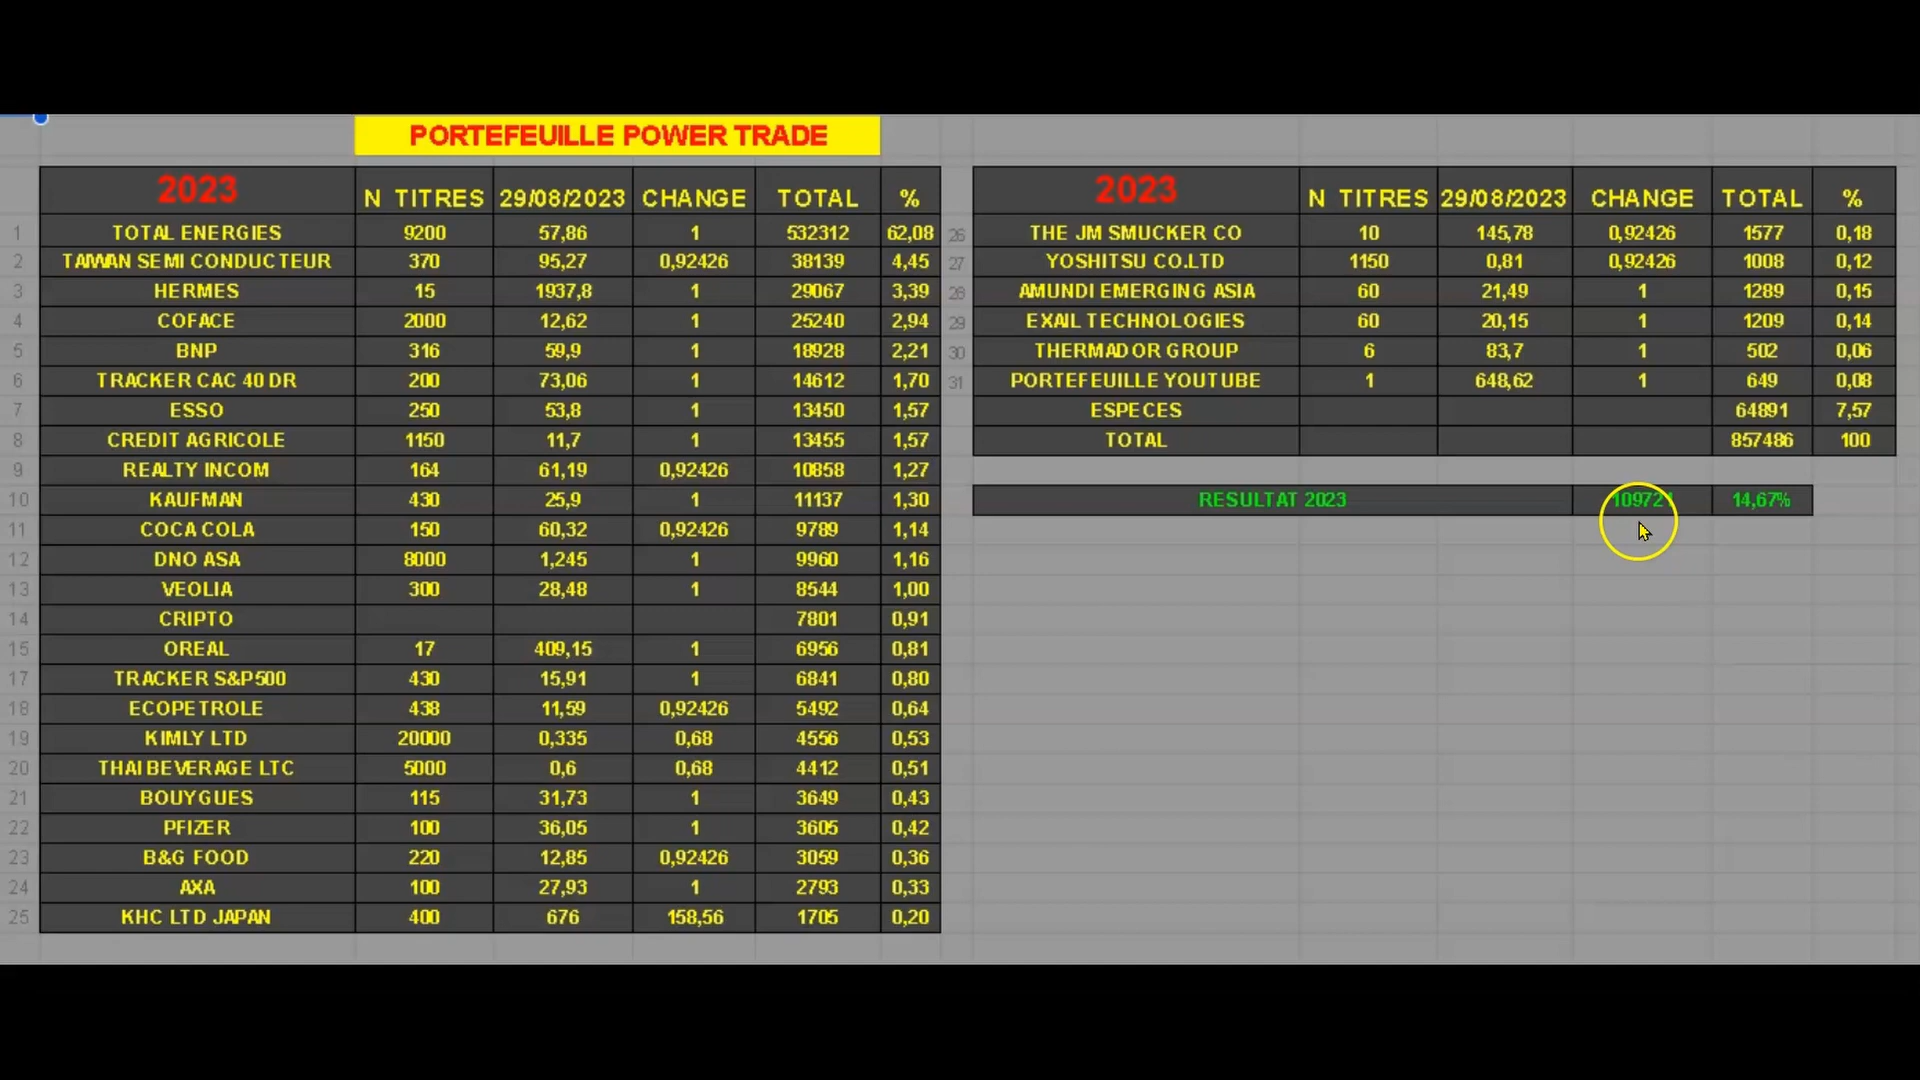 PORTEFEUILLE POWER TRADE
2023 N TITRES 29/08/2023 CHANGE TOTAL %
1 TOTAL ENERGIES 9200 57,86 1 532312 62,08
2 TAIWAN SEMI CONDUCTEUR 370 95,27 0,92426 38139 4,45
3 HERMES 15 1937,8 1 29067 3,39
4 COFACE 2000 12,62 1 25240 2,94
5 BNP 316 59,9 1 18928 2,21
6 TRACKER CAC 40 DR 200 73,06 1 14612 1,70
7 ESSO 250 53,8 1 13450 1,57
8 CREDIT AGRICOLE 1150 11,7 1 13455 1,57
9 REALTY INCOM 164 61,19 0,92426 10858 1,27
10 KAUFMAN 430 25,9 1 11137 1,30
11 COCA COLA 150 60,32 0,92426 9789 1,14
12 DNO ASA 8000 1,245 1 9960 1,16
13 VEOLIA 300 28,48 1 8544 1,00
14 CRIPTO 7801 0,91
15 OREAL 17 409,15 1 6956 0,81
17 TRACKER S&P500 430 15,91 1 6841 0,80
18 ECOPETROLE 438 11,59 0,92426 5492 0,64
19 KIMLY LTD 20000 0,335 0,68 4556 0,53
20 THAI BEVERAGE LTC 5000 0,6 0,68 4412 0,51
21 BOUYGUES 115 31,73 1 3649 0,43
22 PFIZER 100 36,05 1 3605 0,42
23 B&G FOOD 220 12,85 0,92426 3059 0,36
24 AXA 100 27,93 1 2793 0,33
25 KHC LTD JAPAN 400 676 158,56 1705 0,20
2023 N TITRES 29/08/2023 CHANGE TOTAL %
26 THE JM SMUCKER CO 10 145,78 0,92426 1577 0,18
27 YOSHITSU CO.LTD 1150 0,81 0,92426 1008 0,12
28 AMUNDI EMERGING ASIA 60 21,49 1 1289 0,15
29 EXAIL TECHNOLOGIES 60 20,15 1 1209 0,14
30 THERMADOR GROUP 6 83,7 1 502 0,06
31 PORTEFEUILLE YOUTUBE 1 648,62 1 649 0,08
ESPECES 64891 7,57
TOTAL 857486 100
RESULTAT 2023 14,67%